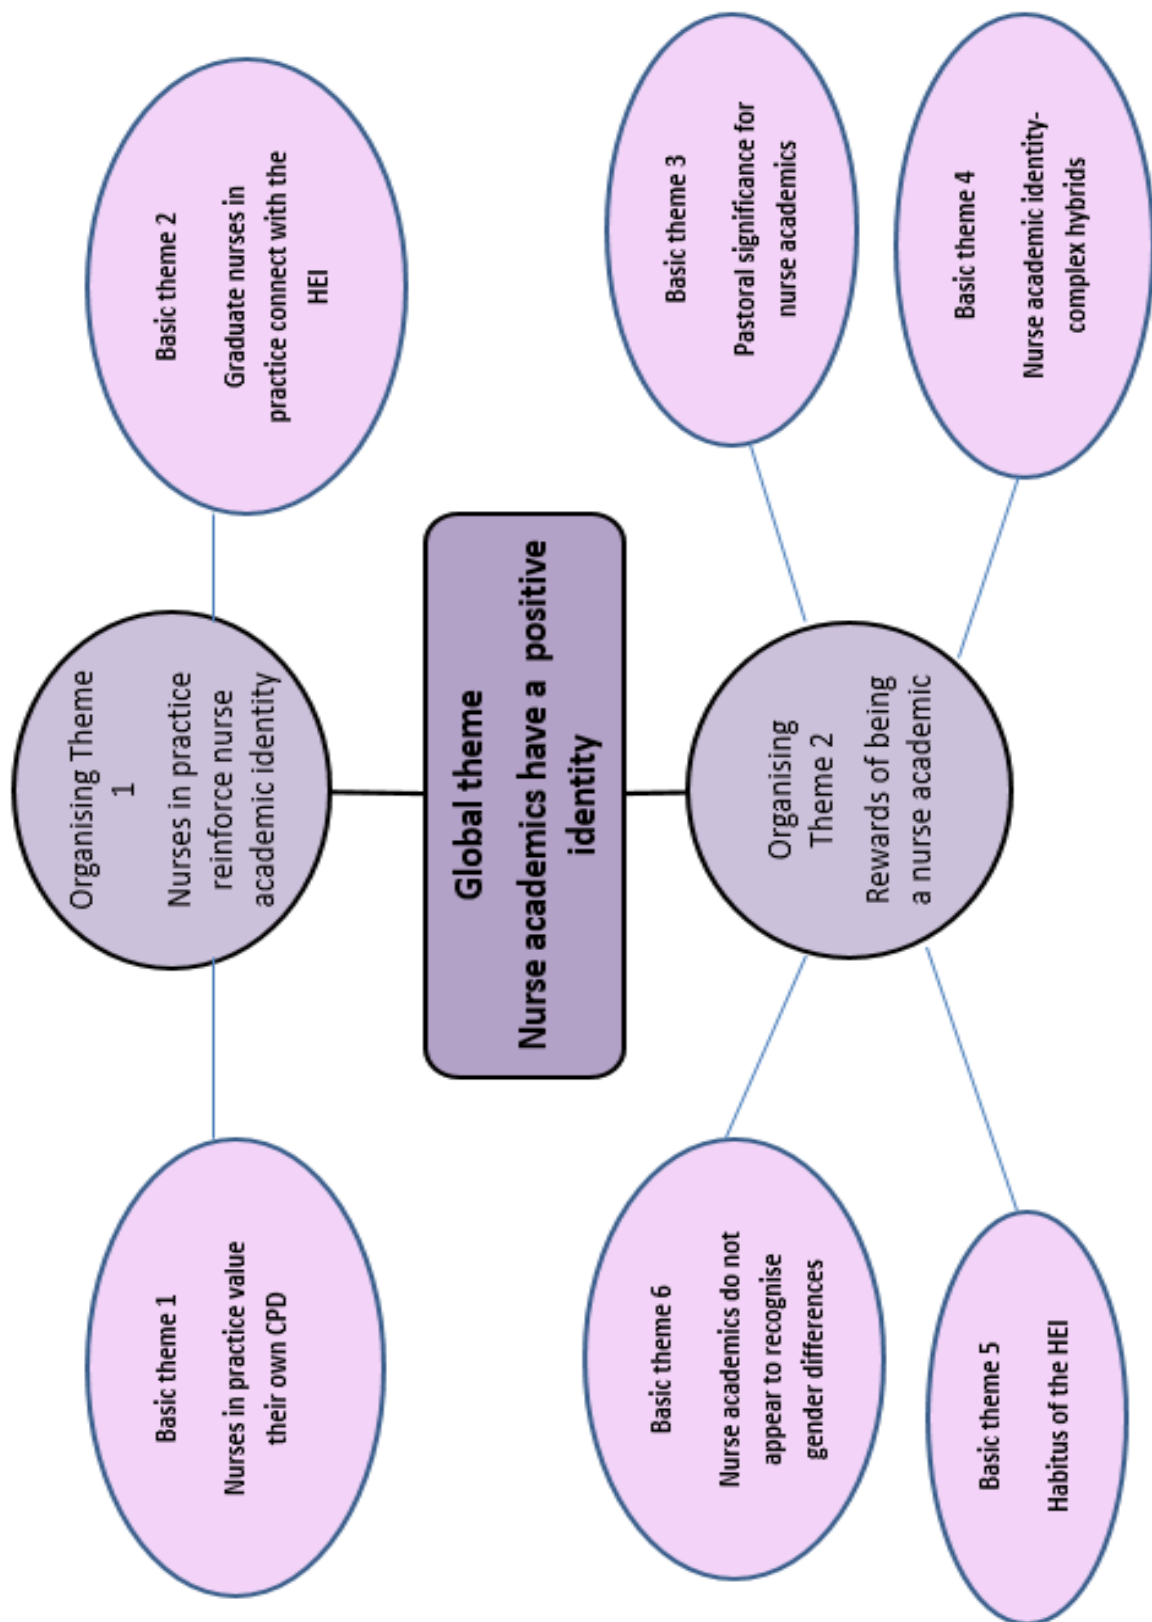 Organising Theme
1
Nurses in practice
reinforce nurse
academic identity
Basic theme 1
Nurses in practice value
their own CPD
Basic theme 2
Graduate nurses in
practice connect with the
HEI
Global theme
Nurse academics have a positive
identity
Organising
Theme 2
Rewards of being
a nurse academic
Basic theme 6
Nurse academics do not
appear to recognise
gender differences
Basic theme 3
Pastoral significance for
nurse academics
Basic theme 5
Habitus of the HEI
Basic theme 4
Nurse academic identity-
complex hybrids